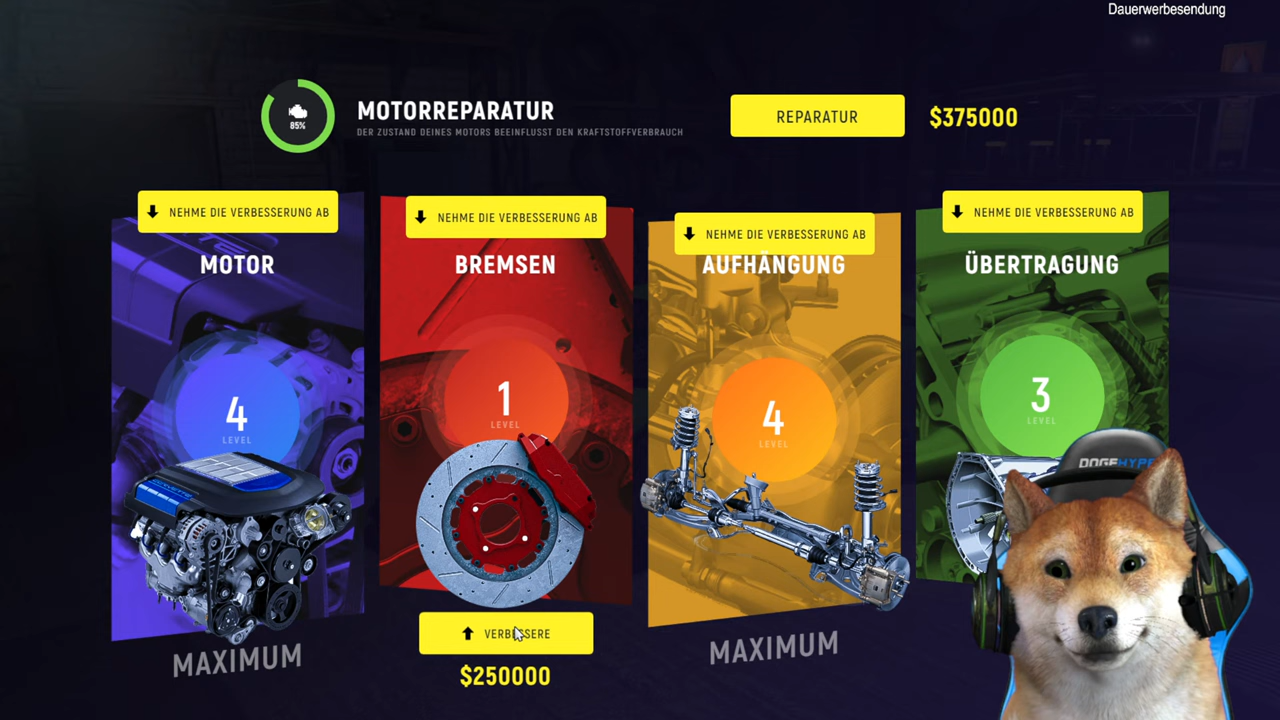 Dauerwerbesendung
85%
MOTORREPARATUR
DER ZUSTAND DEINES MOTORS BEEINFLUSST DEN KRAFTSTOFFVERBRAUCH
REPARATUR
$375000
NEHME DIE VERBESSERUNG AB
NEHME DIE VERBESSERUNG AB
NEHME DIE VERBESSERUNG AB
NEHME DIE VERBESSERUNG AB
MOTOR
BREMSEN
AUFHÄNGUNG
ÜBERTRAGUNG
4
LEVEL
1
LEVEL
4
LEVEL
3
LEVEL
DOGEHYPE
VERBESSERE
$250000
MAXIMUM
MAXIMUM